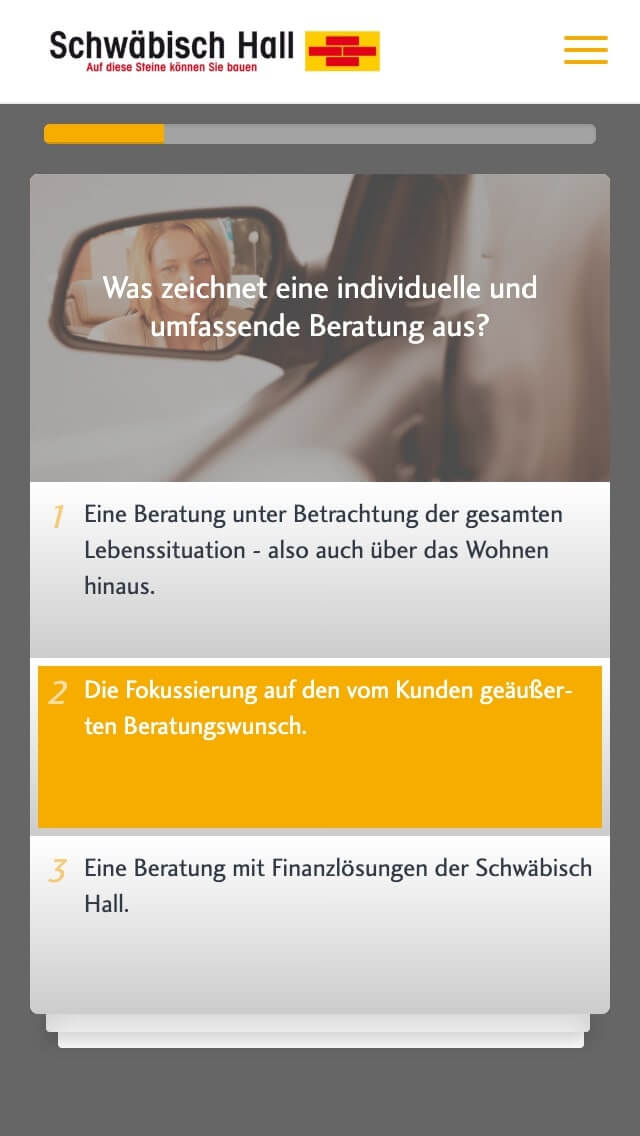 Schwäbisch Hall
Auf diese Steine können Sie bauen
Was zeichnet eine individuelle und
umfassende Beratung aus?
1 Eine Beratung unter Betrachtung der gesamten
Lebenssituation - also auch über das Wohnen
hinaus.
2 Die Fokussierung auf den vom Kunden geäußer-
ten Beratungswunsch.
3 Eine Beratung mit Finanzlösungen der Schwäbisch
Hall.